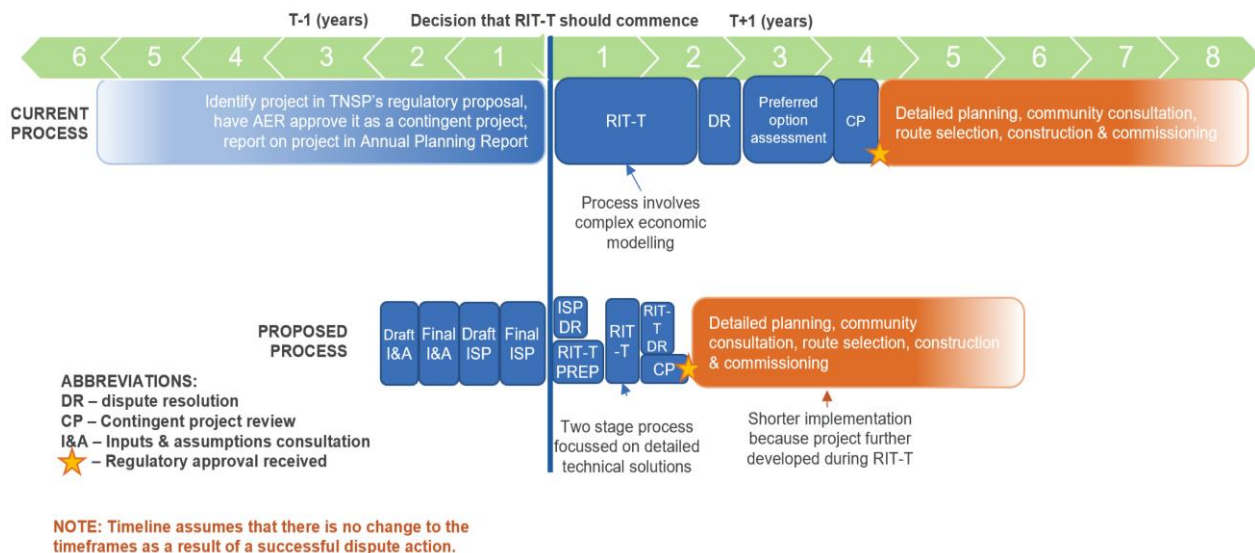 T-1 (years)
Decision that RIT-T should commence
T+1 (years)
6 5 4 3 2 1 1 2 3 4 5 6 7 8
CURRENT
PROCESS
Identify project in TNSP's regulatory proposal,
have AER approve it as a contingent project,
report on project in Annual Planning Report
RIT-T
DR
Preferred
option
assessment
CP
Detailed planning, community consultation,
route selection, construction & commissioning
Process involves
complex economic
modelling
PROPOSED
PROCESS
Draft
I&A
Final
I&A
Draft
ISP
Final
ISP
ISP
DR
RIT-T
PREP
RIT
-T
RIT-
T
DR
CP
Detailed planning, community
consultation, route selection, construction
& commissioning
Two stage process
focussed on detailed
technical solutions
Shorter implementation
because project further
developed during RIT-T
ABBREVIATIONS:
DR – dispute resolution
CP – Contingent project review
I&A – Inputs & assumptions consultation
– Regulatory approval received
NOTE: Timeline assumes that there is no change to the
timeframes as a result of a successful dispute action.